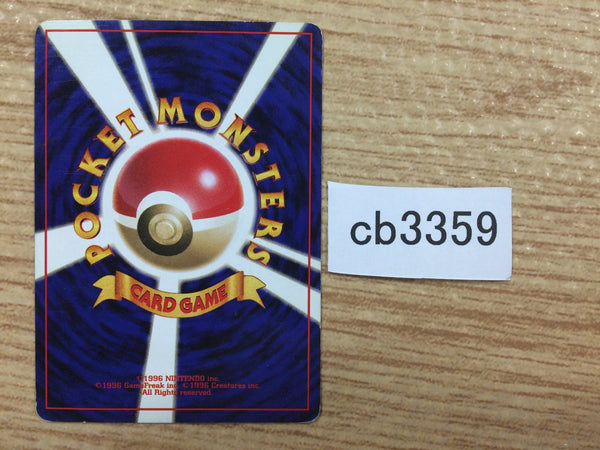 POCKET MONSTERS
CARD GAME
©1996 NINTENDO inc.
©1996 GameFreak inc. ©1996 Creatures inc.
All Rights reserved.
cb3359